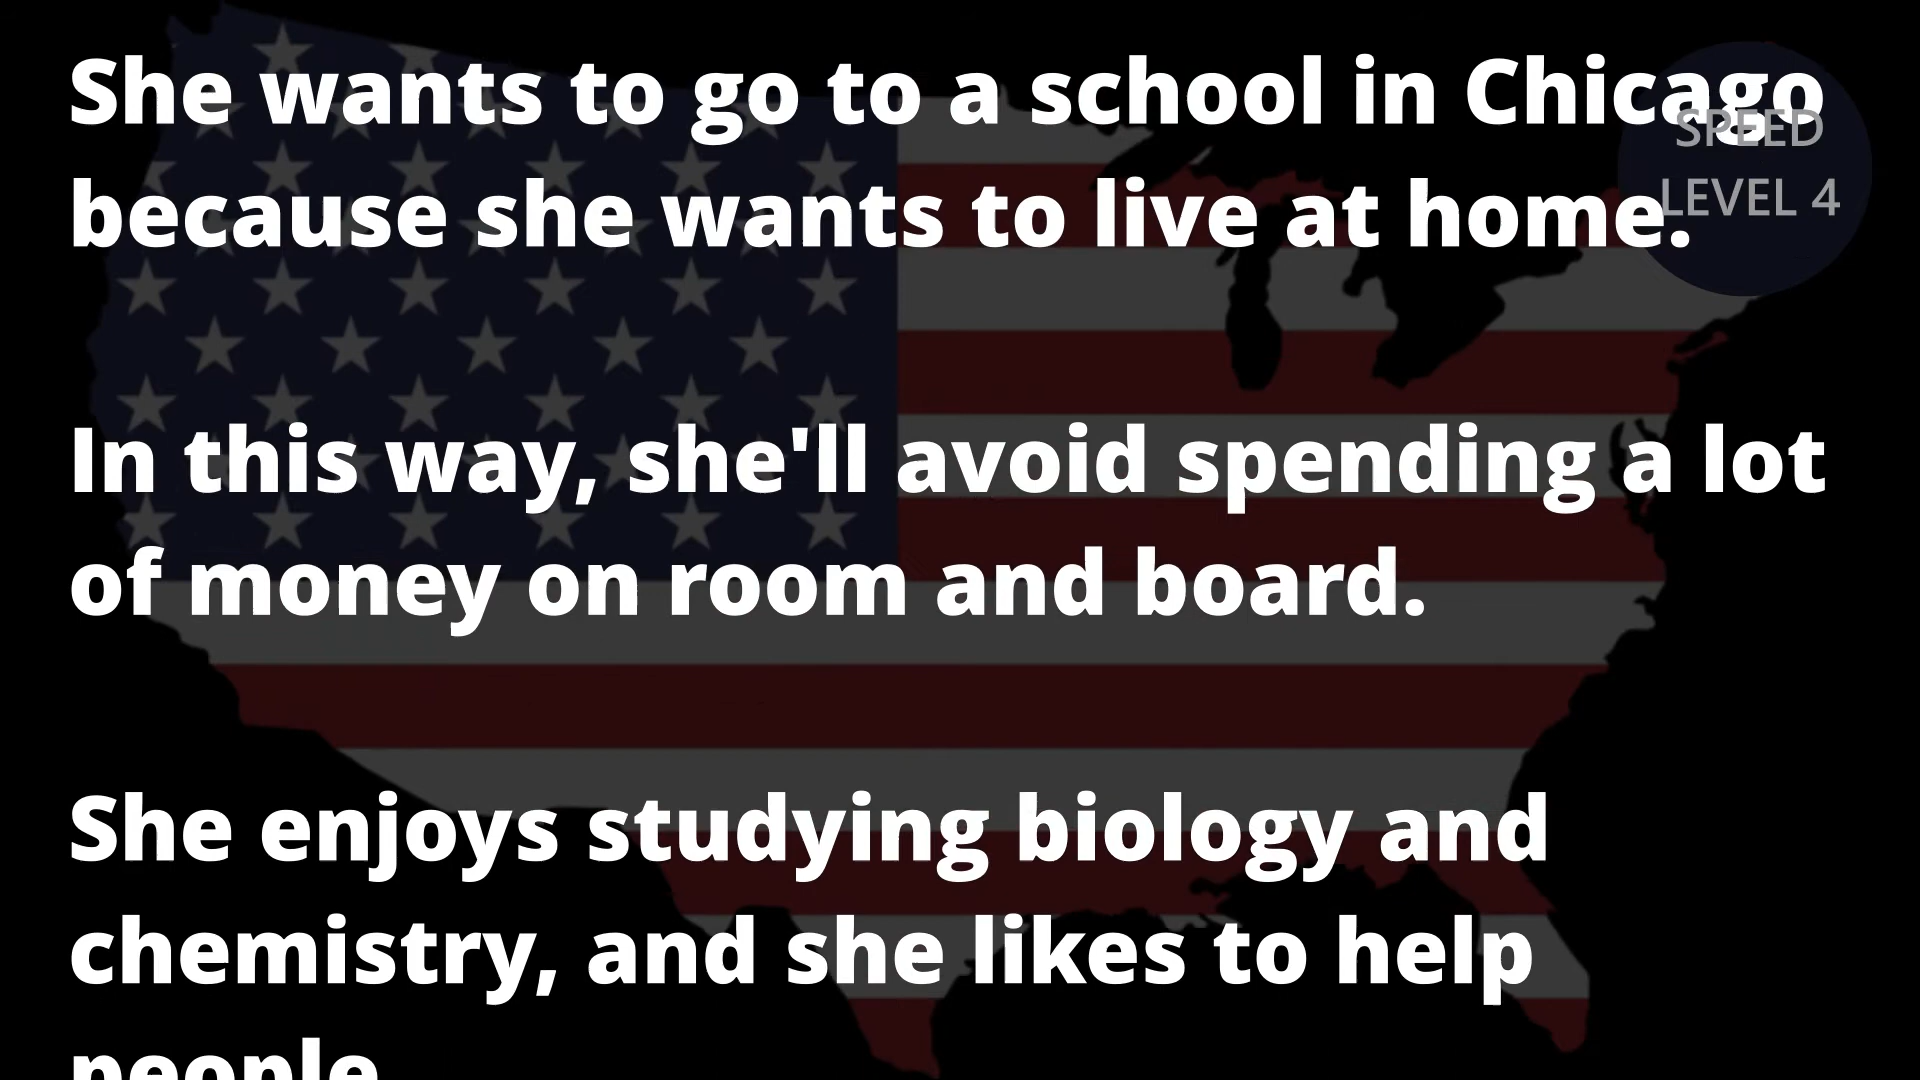 She wants to go to a school in Chicago
because she wants to live at home.
SPEED
LEVEL 4
In this way, she'll avoid spending a lot
of money on room and board.
She enjoys studying biology and
chemistry, and she likes to help
people